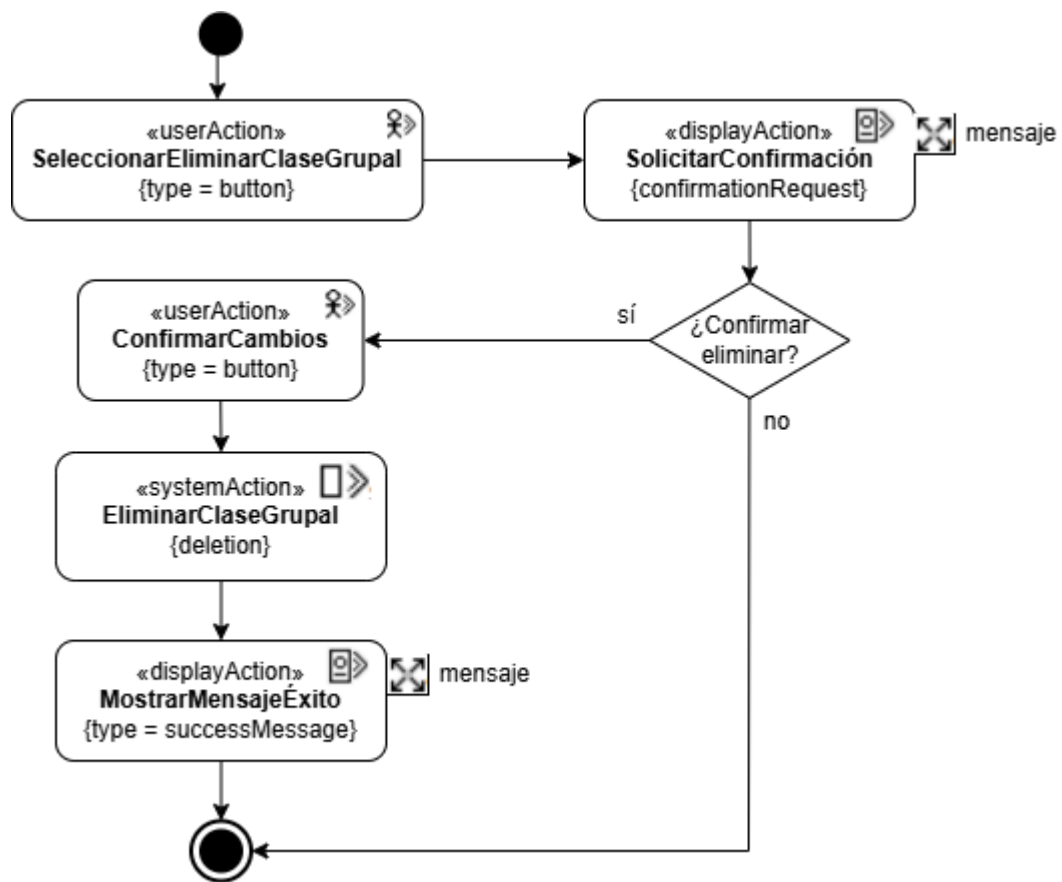 «userAction»
SeleccionarEliminarClaseGrupal
{type = button}
«displayAction»
SolicitarConfirmación
{confirmationRequest}
mensaje
«userAction»
ConfirmarCambios
{type = button}
sí
¿Confirmar
eliminar?
no
«systemAction»
EliminarClaseGrupal
{deletion}
«displayAction»
MostrarMensajeÉxito
{type = successMessage}
mensaje